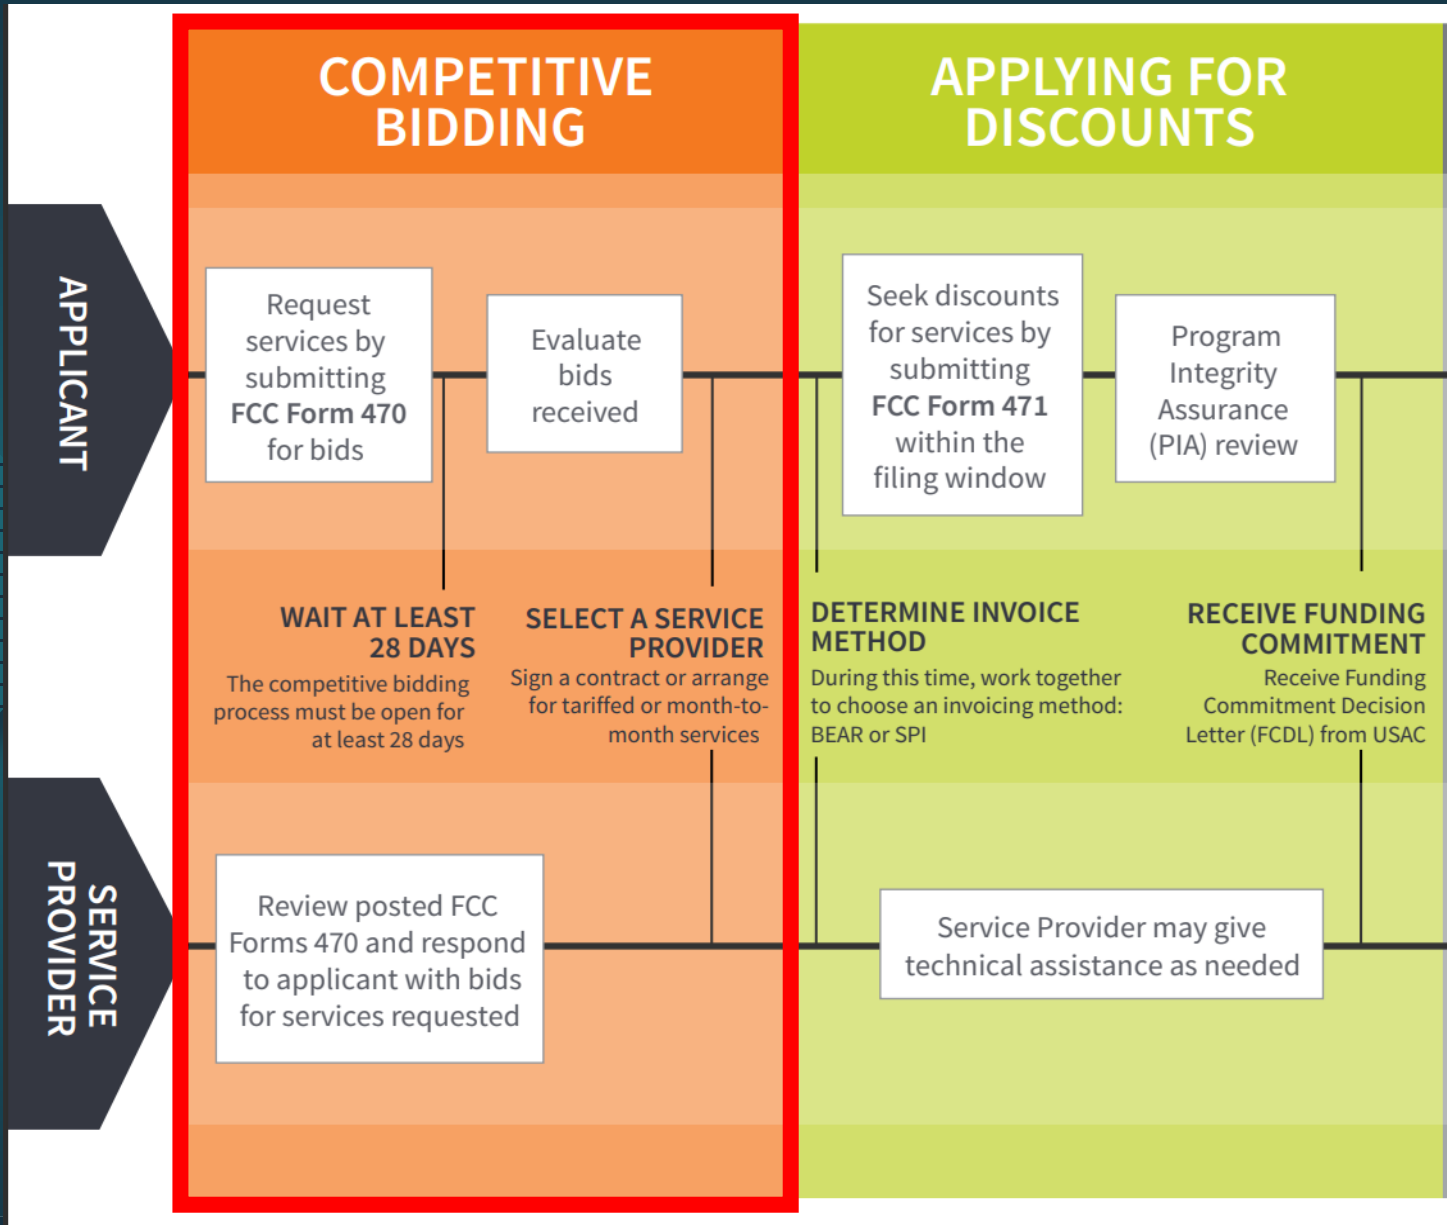 COMPETITIVE
BIDDING
APPLYING FOR
DISCOUNTS
APPLICANT
Request
services by
submitting
FCC Form 470
for bids
Evaluate
bids
received
Seek discounts
for services by
submitting
FCC Form 471
within the
filing window
Program
Integrity
Assurance
(PIA) review
WAIT AT LEAST
28 DAYS
The competitive bidding
process must be open for
at least 28 days
SELECT A SERVICE
PROVIDER
Sign a contract or arrange
for tariffed or month-to-
month services
DETERMINE INVOICE
METHOD
During this time, work together
to choose an invoicing method:
BEAR or SPI
RECEIVE FUNDING
COMMITMENT
Receive Funding
Commitment Decision
Letter (FCDL) from USAC
SERVICE
PROVIDER
Review posted FCC
Forms 470 and respond
to applicant with bids
for services requested
Service Provider may give
technical assistance as needed